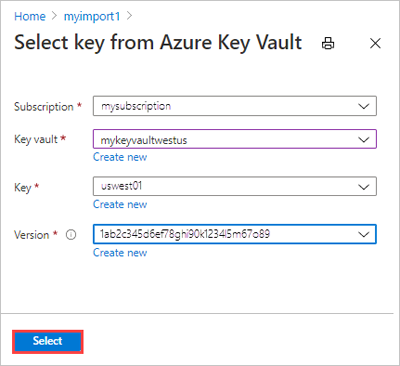 Home > myimport1 >
Select key from Azure Key Vault
Subscription * mysubscription
Key vault * mykeyvaultwestus
Create new
Key * uswest01
Create new
Version * 1ab2c345d6ef78ghi90k1234l5m67o89
Create new
Select